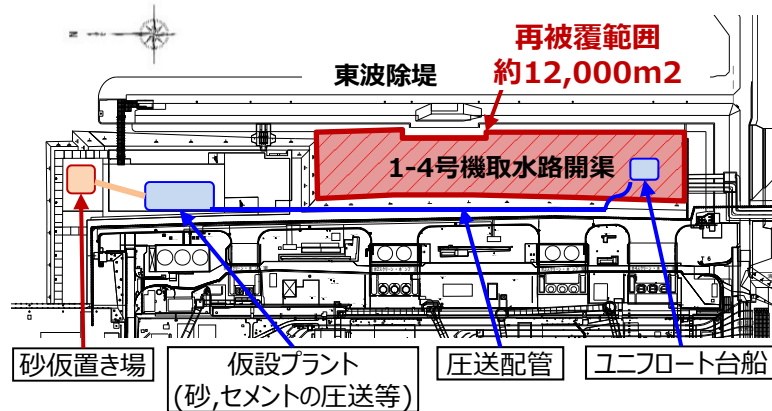 N
再被覆範囲
約12,000m2
東波除堤
1-4号機取水路開渠
砂仮置き場
仮設プラント
(砂,セメントの圧送等)
圧送配管
ユニフロート台船